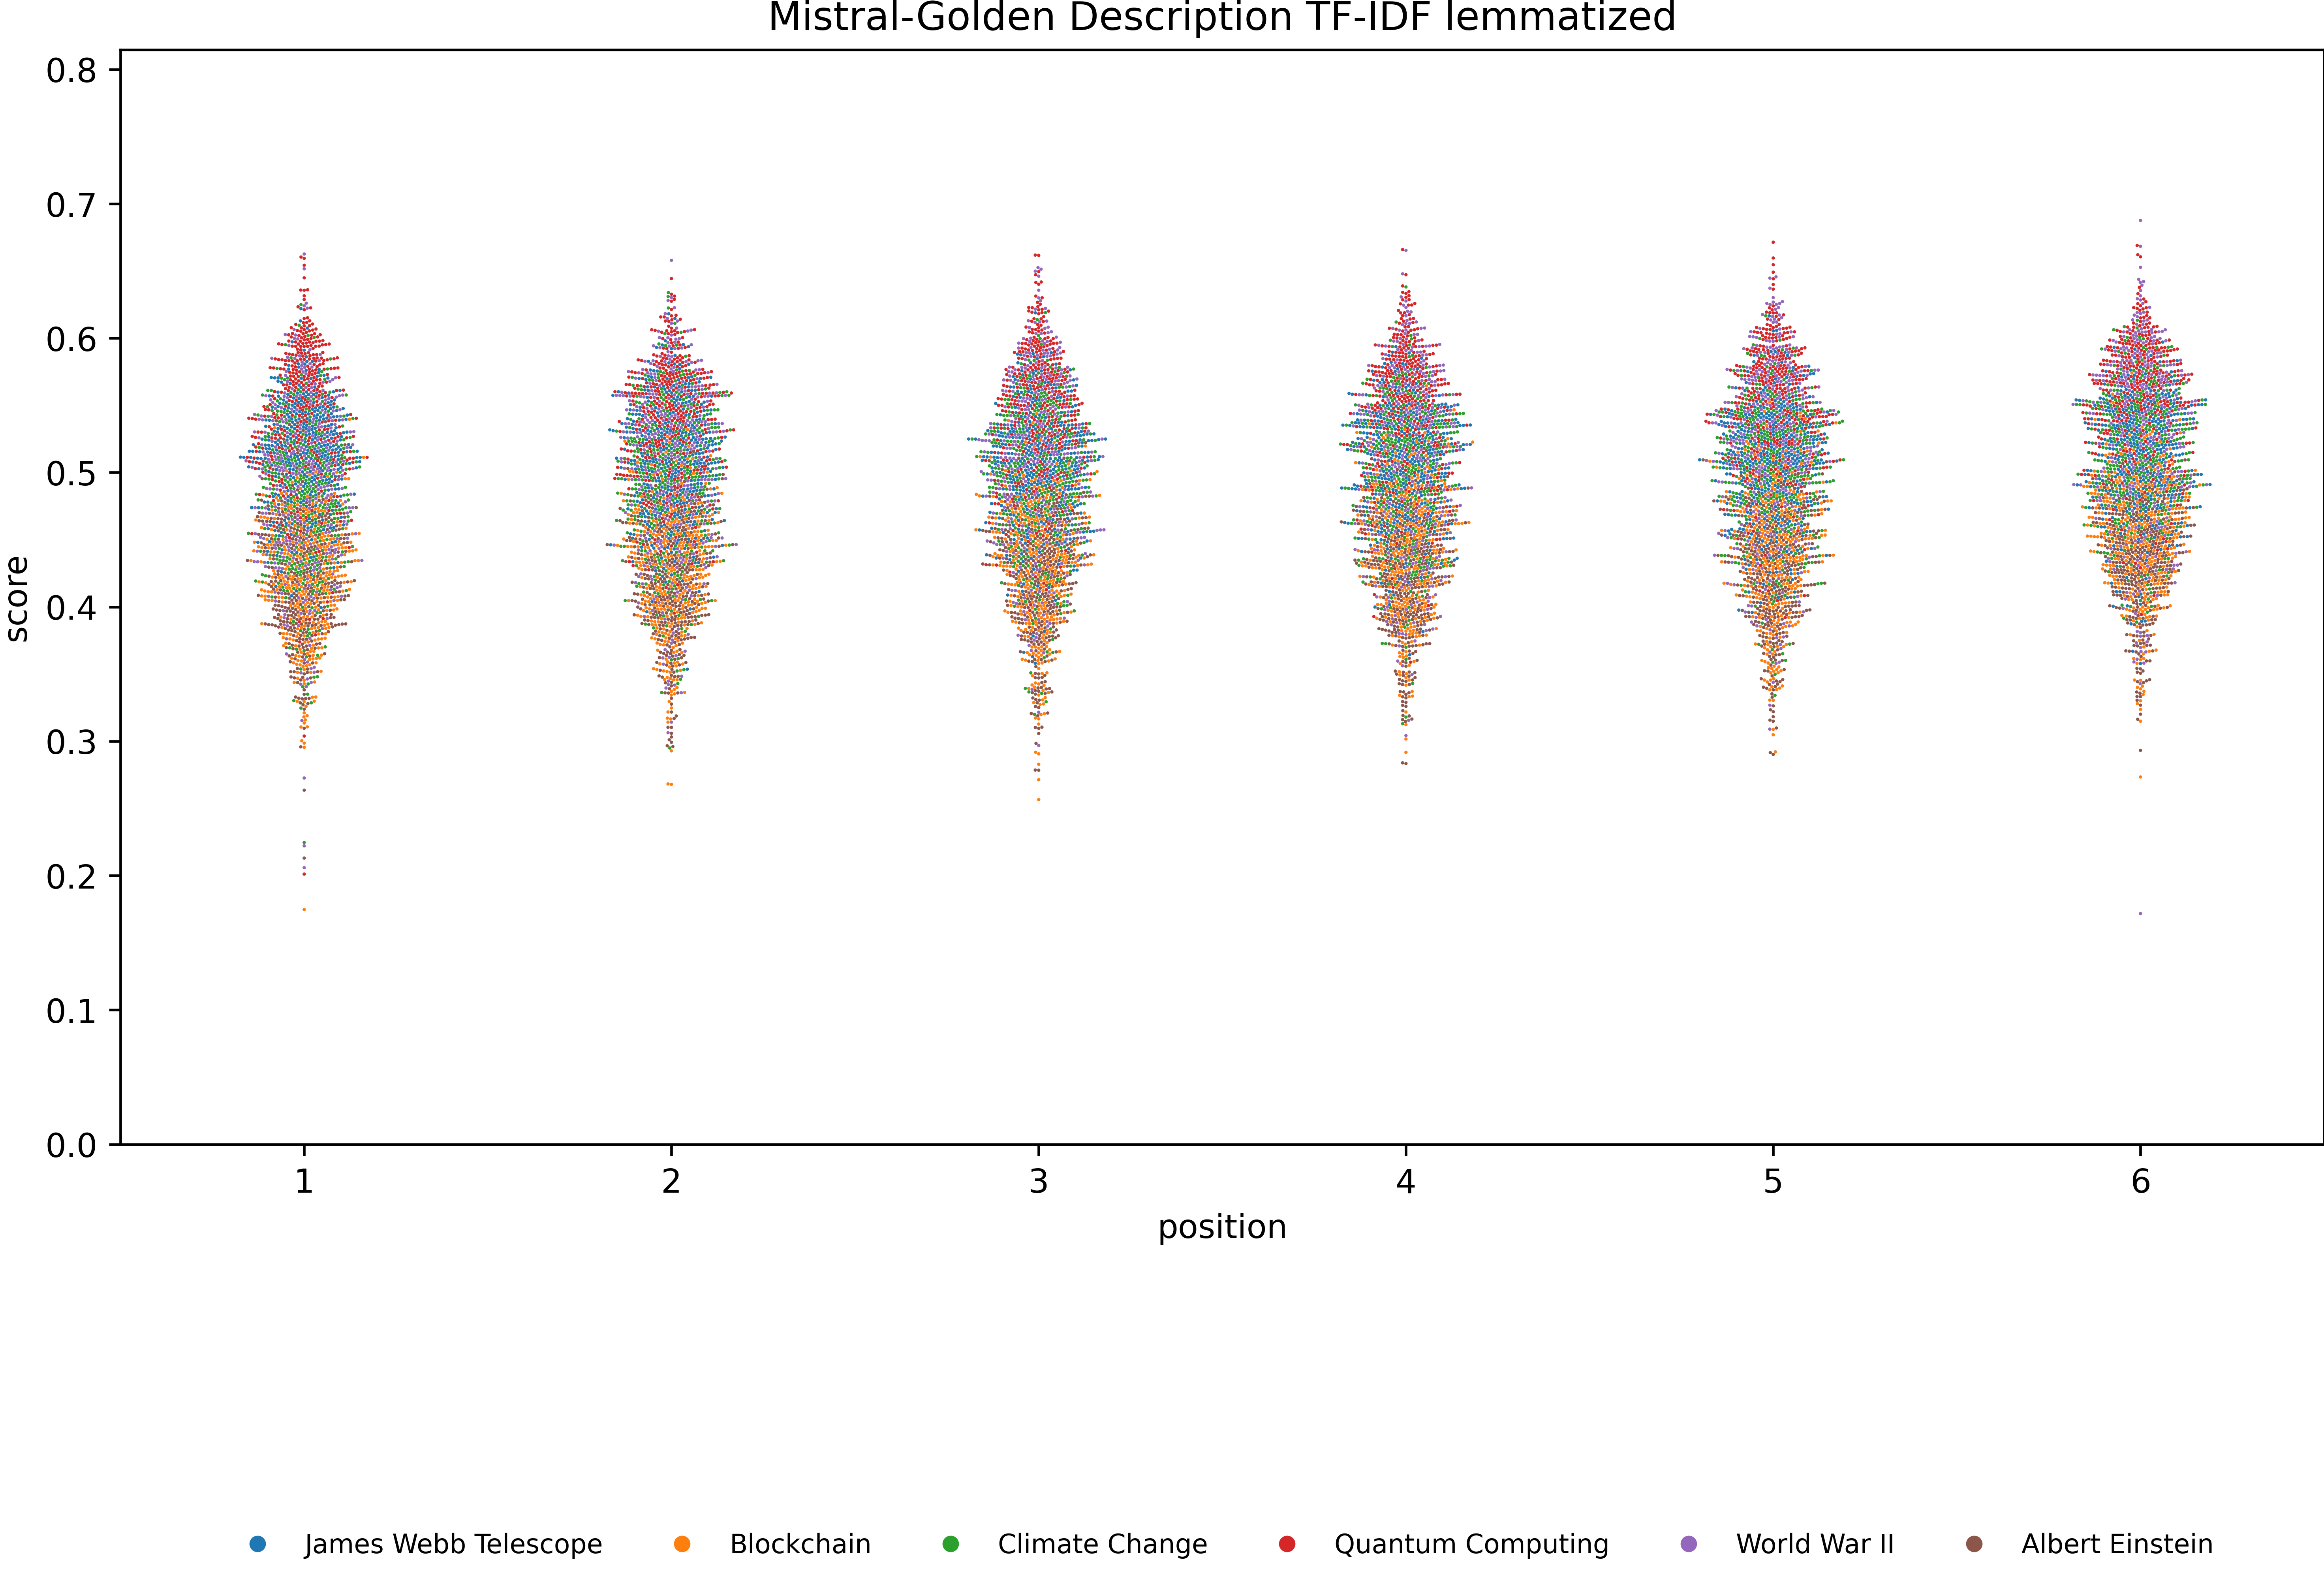 Mistral-Golden Description TF-IDF lemmatized
0.8
0.7
0.6
0.5
0.4
0.3
0.2
0.1
0.0
score
1 2 3 4 5 6
position
James Webb Telescope Blockchain Climate Change Quantum Computing World War II Albert Einstein